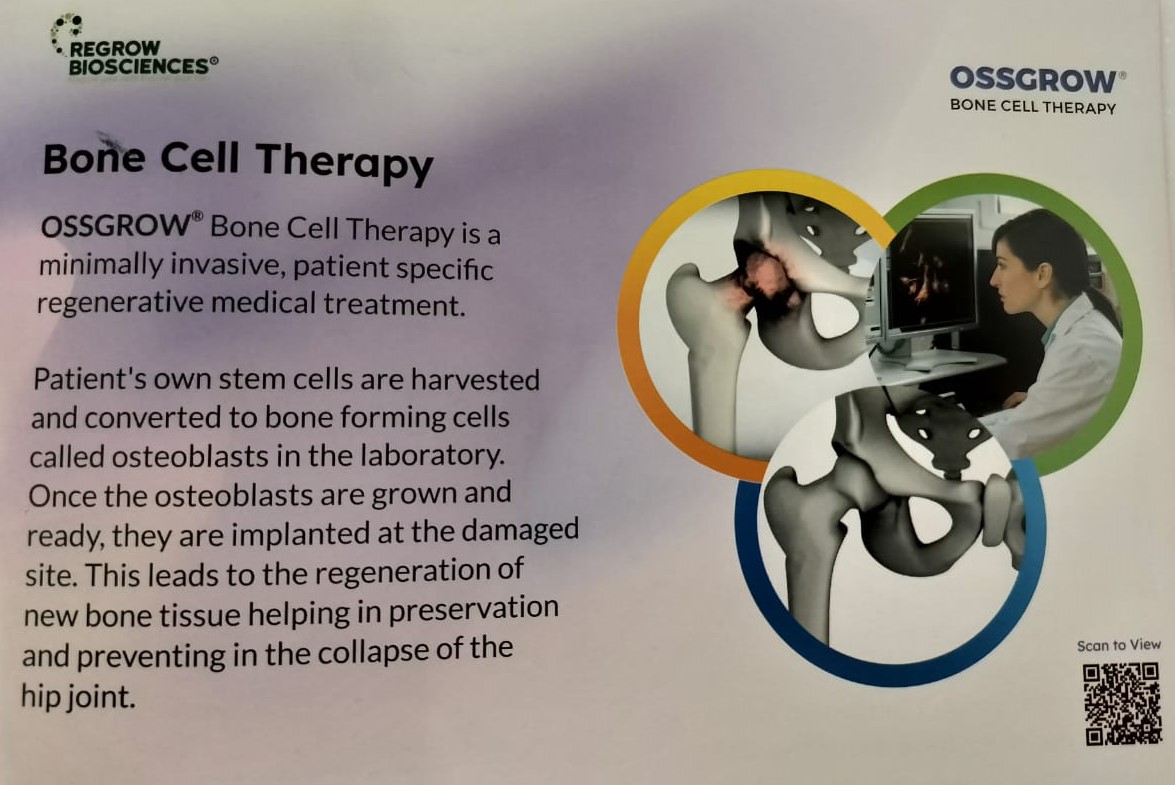 REGROW
BIOSCIENCES®
OSSGROW®
BONE CELL THERAPY
Bone Cell Therapy
OSSGROW® Bone Cell Therapy is a
minimally invasive, patient specific
regenerative medical treatment.
Patient's own stem cells are harvested
and converted to bone forming cells
called osteoblasts in the laboratory.
Once the osteoblasts are grown and
ready, they are implanted at the damaged
site. This leads to the regeneration of
new bone tissue helping in preservation
and preventing in the collapse of the
hip joint.
Scan to View